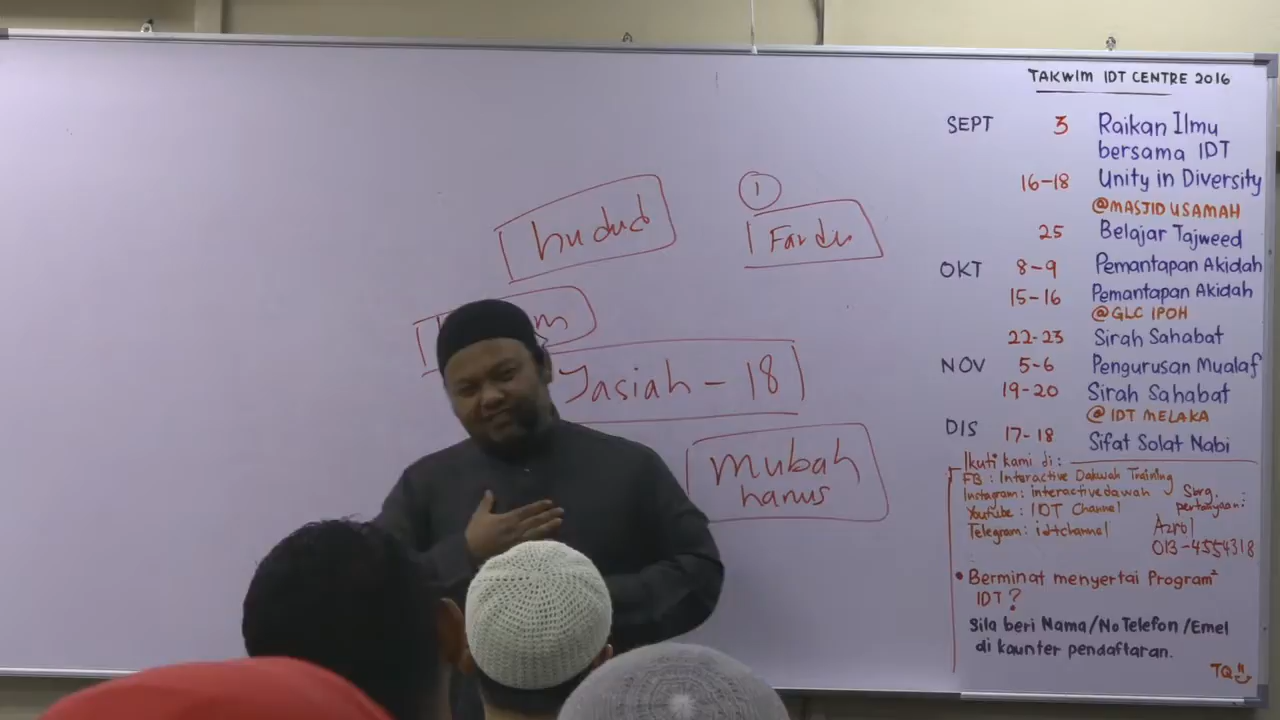 hudud
1
Fardu
Jasiah - 18
mubah
harus
TAKWIM IDT CENTRE 2016
SEPT 3 Raikan Ilmu
bersama IDT
16-18 Unity in Diversity
@MASJID USAMAH
25 Belajar Tajweed
OKT 8-9 Pemantapan Akidah
15-16 Pemantapan Akidah
@GLC IPOH
22-23 Sirah Sahabat
NOV 5-6 Pengurusan Mualaf
19-20 Sirah Sahabat
@ IDT MELAKA
DIS 17-18 Sifat Solat Nabi
Ikuti kami di:
FB: Interactive Dakwah Training
Instagram: interactivedawah
Youtube: IDT Channel
Telegram: idtchannel
Sbrg.
pertanyaan:
Azrol
013-4554318
• Berminat menyertai Program²
IDT?
Sila beri Nama/No Telefon/Emel
di kaunter pendaftaran.
TQ